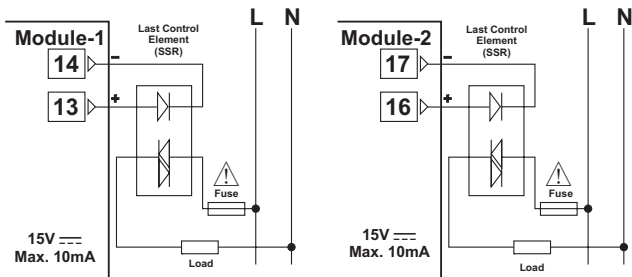 L N
Module-1
Last Control
Element
(SSR)
14 -
13 +
Fuse
15V
Max. 10mA
Load
L N
Module-2
Last Control
Element
(SSR)
17 -
16 +
Fuse
15V
Max. 10mA
Load